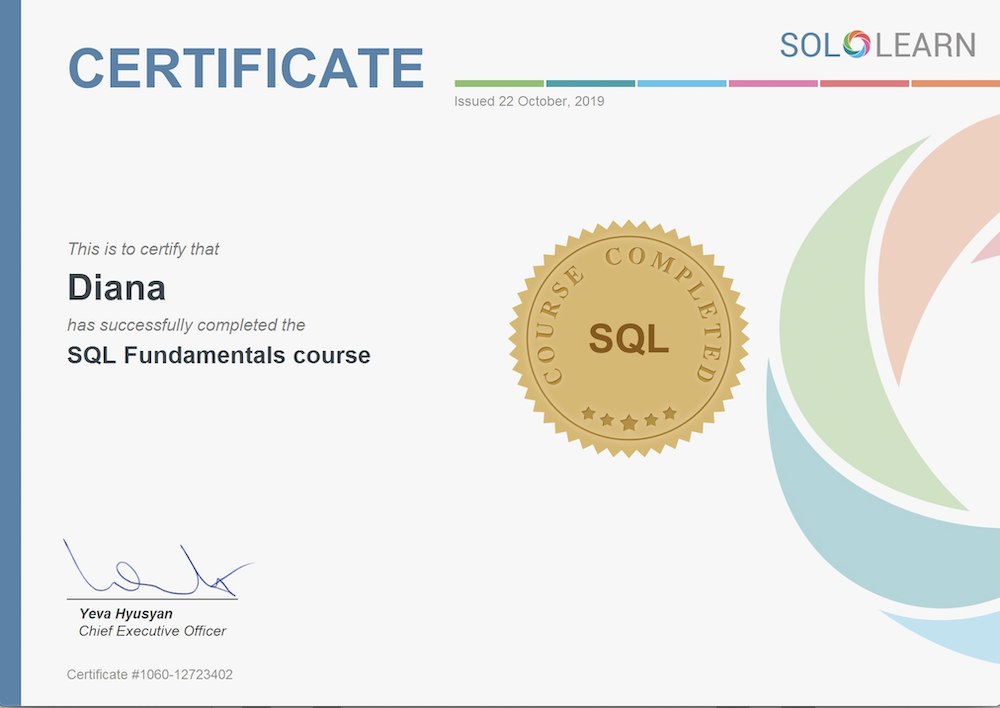 CERTIFICATE
SOLOLEARN
Issued 22 October, 2019
This is to certify that
Diana
has successfully completed the
SQL Fundamentals course
COURSE COMPLETED
SQL
Yeva Hyusyan
Chief Executive Officer
Certificate #1060-12723402